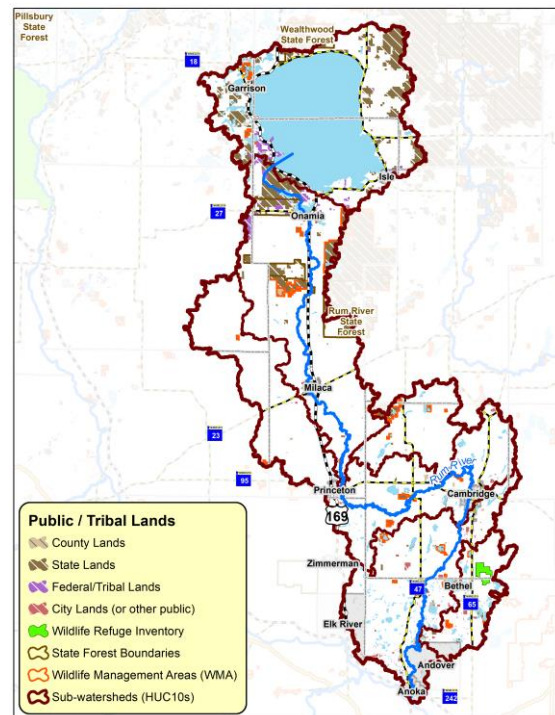 Pillsbury
State Forest
Wealthwood
State Forest
18
Garrison
Isle
27
Onamia
Rum River
State
Forest
Milaca
23
95
Rum River
Princeton
Cambridge
169
Zimmerman
47
Bethel
65
Elk River
Andover
Anoka
242
Public / Tribal Lands
County Lands
State Lands
Federal/Tribal Lands
City Lands (or other public)
Wildlife Refuge Inventory
State Forest Boundaries
Wildlife Management Areas (WMA)
Sub-watersheds (HUC10s)